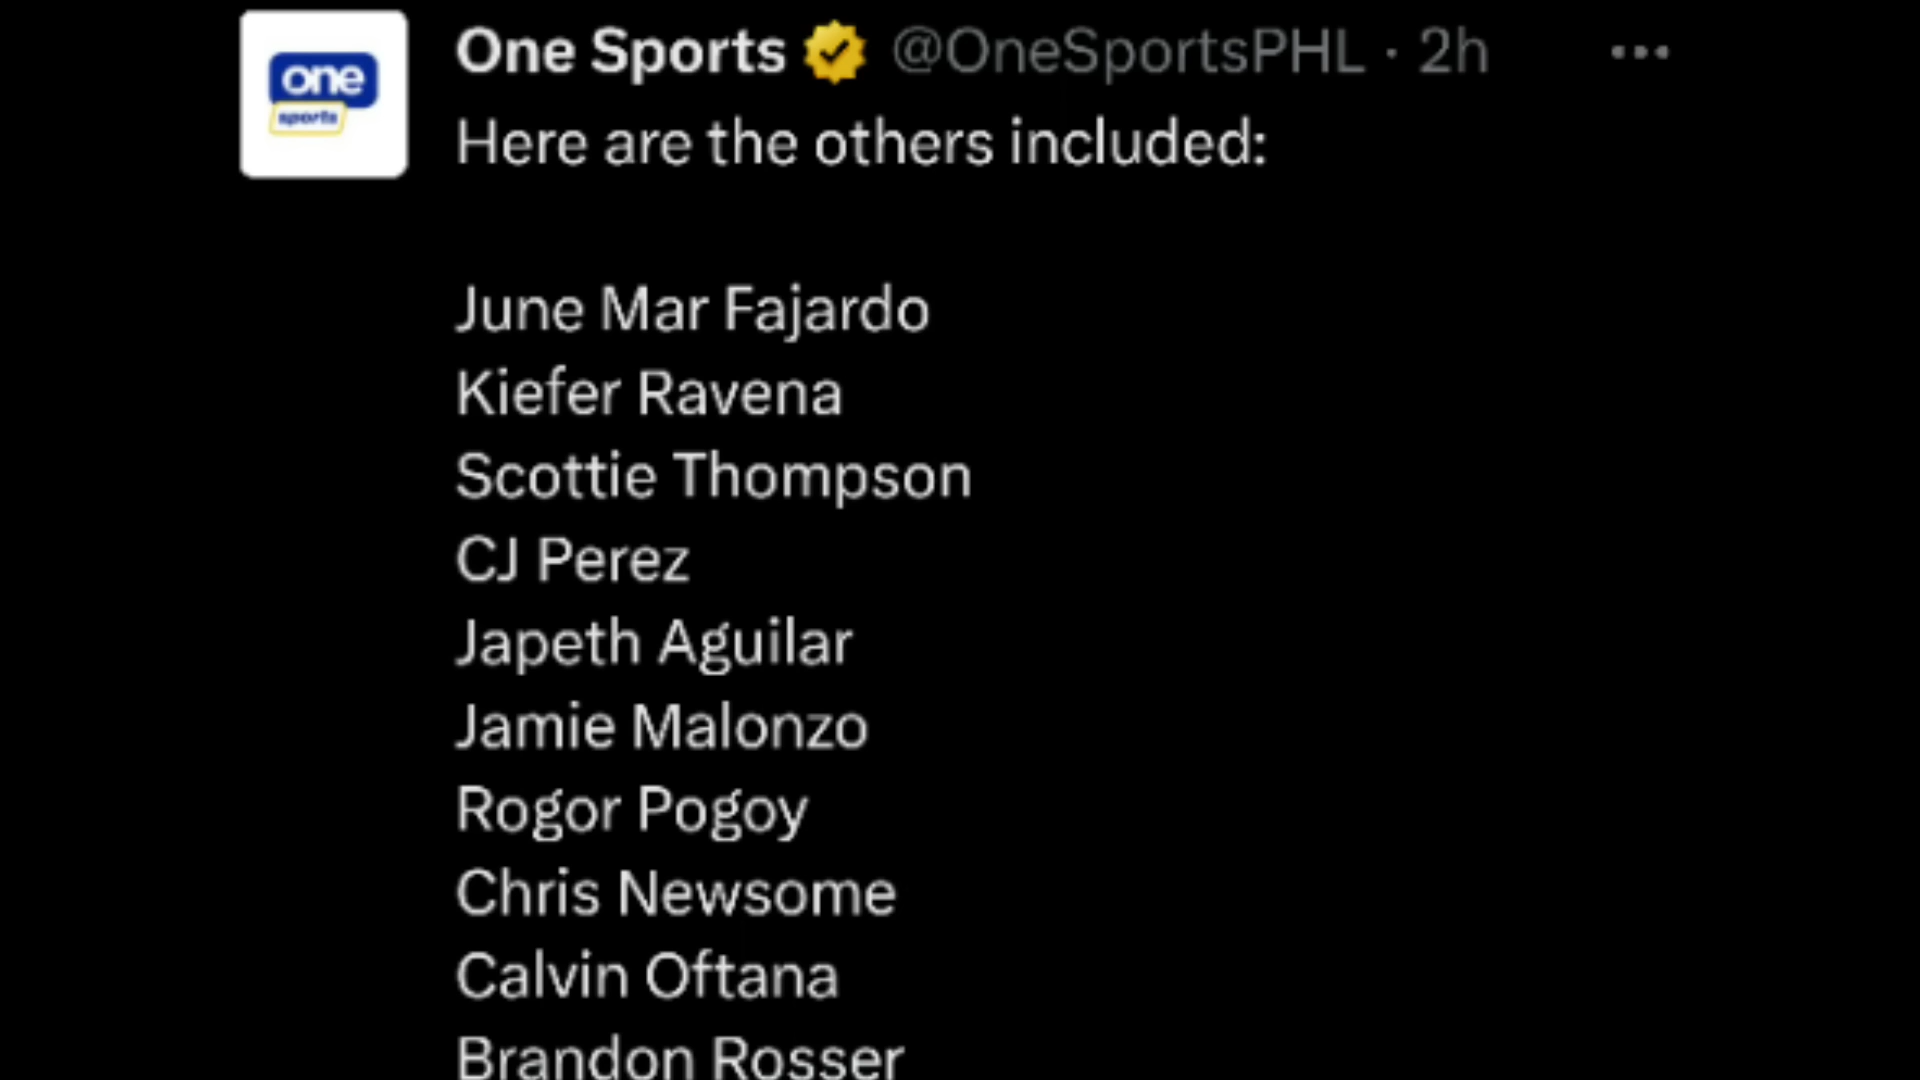 one
sports
One Sports @OneSportsPHL · 2h
Here are the others included:
June Mar Fajardo
Kiefer Ravena
Scottie Thompson
CJ Perez
Japeth Aguilar
Jamie Malonzo
Rogor Pogoy
Chris Newsome
Calvin Oftana
Brandon Rosser